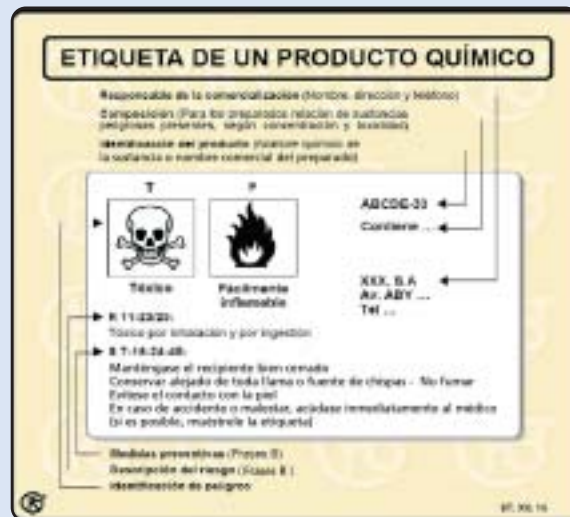 ETIQUETA DE UN PRODUCTO QUÍMICO
Responsable de la comercialización (Nombre, dirección y teléfono)
Composición (Para los preparados relación de sustancias
peligrosas presentes, según concentración y toxicidad)
Identificación del producto (Nombre químico de
la sustancia o nombre comercial del preparado)
T F
ABCDE-33
Contiene ...
Tóxico Fácilmente
inflamable
XXX, S.A
Av. ABY ...
Tel ...
R 11-23/25:
Tóxico por inhalación y por ingestión
S 7-16-24-45:
Manténgase el recipiente bien cerrado
Conservar alejado de toda llama o fuente de chispas - No fumar
Evítese el contacto con la piel
En caso de accidente o malestar, acúdase inmediatamente al médico
(si es posible, muéstrele la etiqueta)
Medidas preventivas (Frases S)
Descripción del riesgo (Frases R)
Identificación de peligros